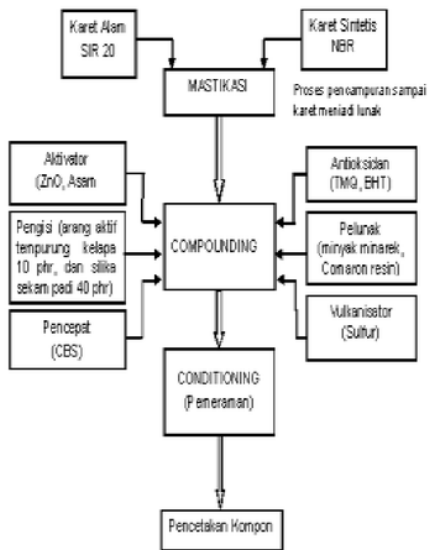 Karet Alam
SIR 20
Karet Sintetis
NBR
MASTIKASI
Proses pencampuran sampai
karet menjadi lunak
Aktivator
(ZnO, Asam
Antioksidan
(TMQ, BHT)
Pengisi (arang aktif
tempurung kelapa
10 phr, dan silika
sekam padi 40 phr)
COMPOUNDING
Pelunak
(minyak minarek,
Comaron resin)
Pencepat
(CBS)
Vulkanisator
(Sulfur)
CONDITIONING
(Pemeraman)
Pencetakan Kompon